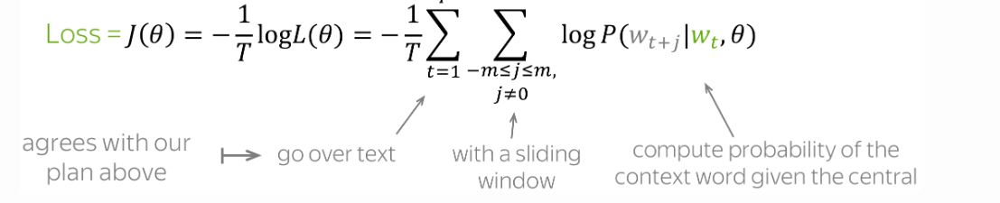 Loss = J(θ) = −1/T logL(θ) = −1/T ∑_{t=1} ∑_{−m≤j≤m, j≠0} log P(w_{t+j}|w_t, θ)
agrees with our
plan above
↦ go over text
with a sliding
window
compute probability of the
context word given the central